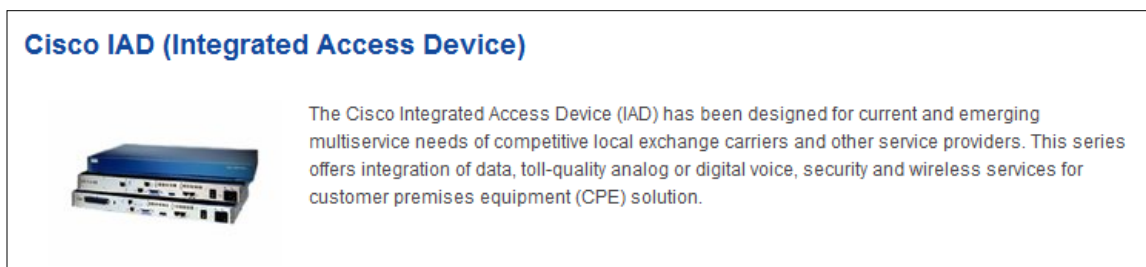 Cisco IAD (Integrated Access Device)
The Cisco Integrated Access Device (IAD) has been designed for current and emerging
multiservice needs of competitive local exchange carriers and other service providers. This series
offers integration of data, toll-quality analog or digital voice, security and wireless services for
customer premises equipment (CPE) solution.